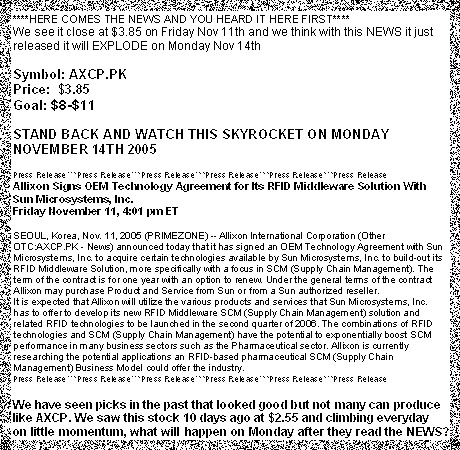 ****HERE COMES THE NEWS AND YOU HEARD IT HERE FIRST****
We see it close at $3.85 on Friday Nov 11th and we think with this NEWS it just
released it will EXPLODE on Monday Nov 14th
Symbol: AXCP.PK
Price: $3.85
Goal: $8-$11
STAND BACK AND WATCH THIS SKYROCKET ON MONDAY
NOVEMBER 14TH 2005
Press Release```Press Release```Press Release```Press Release```Press Release```Press Release
Allixon Signs OEM Technology Agreement for Its RFID Middleware Solution With
Sun Microsystems, Inc.
Friday November 11, 4:01 pm ET
SEOUL, Korea, Nov. 11, 2005 (PRIMEZONE) -- Allixon International Corporation (Other
OTC:AXCP.PK - News) announced today that it has signed an OEM Technology Agreement with Sun
Microsystems, Inc. to acquire certain technologies available by Sun Microsystems, Inc. to build-out its
RFID Middleware Solution, more specifically with a focus in SCM (Supply Chain Management). The
term of the contract is for one year with an option to renew. Under the general terms of the contract
Allixon may purchase Product and Service from Sun or from a Sun authorized reseller.
It is expected that Allixon will utilize the various products and services that Sun Microsystems, Inc.
has to offer to develop its new RFID Middleware SCM (Supply Chain Management) solution and
related RFID technologies to be launched in the second quarter of 2006. The combinations of RFID
technologies and SCM (Supply Chain Management) have the potential to exponentially boost SCM
performance in many business sectors such as the Pharmaceutical sector. Allixon is currently
researching the potential applications an RFID-based pharmaceutical SCM (Supply Chain
Management) Business Model could offer the industry.
Press Release```Press Release```Press Release```Press Release```Press Release```Press Release
We have seen picks in the past that looked good but not many can produce
like AXCP. We saw this stock 10 days ago at $2.55 and climbing everyday
on little momentum, what will happen on Monday after they read the NEWS?